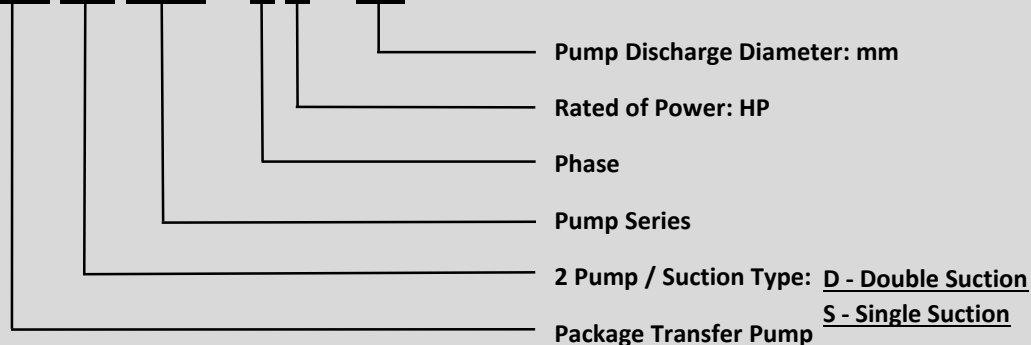 Pump Discharge Diameter: mm
Rated of Power: HP
Phase
Pump Series
2 Pump / Suction Type: D - Double Suction
S - Single Suction
Package Transfer Pump